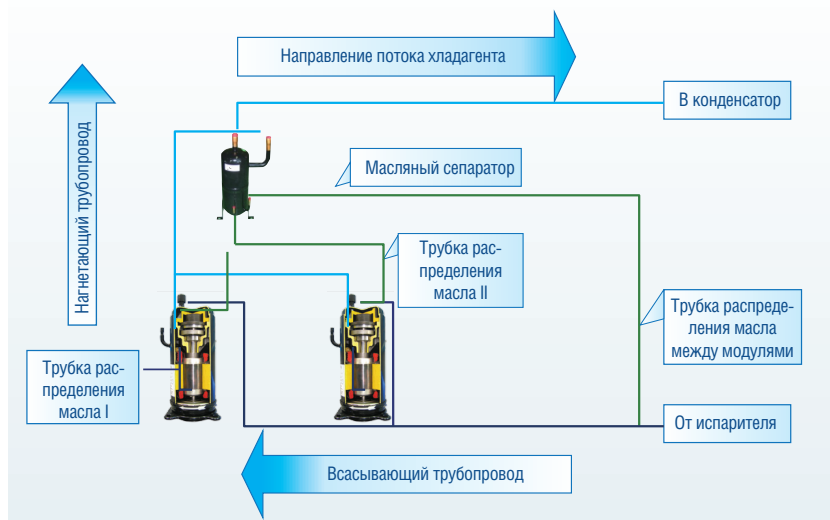 Направление потока хладагента
В конденсатор
Нагнетающий трубопровод
Масляный сепаратор
Трубка рас-
пределения
масла II
Трубка распреде-
ления масла
между модулями
Трубка рас-
пределения
масла I
От испарителя
Всасывающий трубопровод